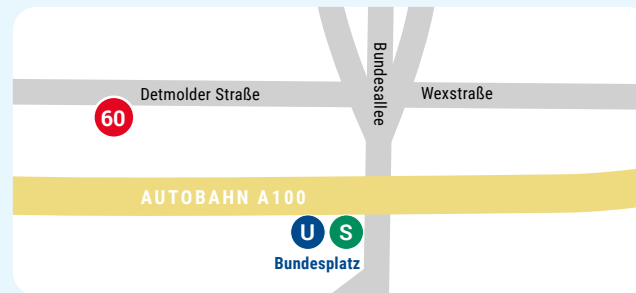 Bundesallee
Detmolder Straße
Wexstraße
60
AUTOBAHN A100
U S
Bundesplatz